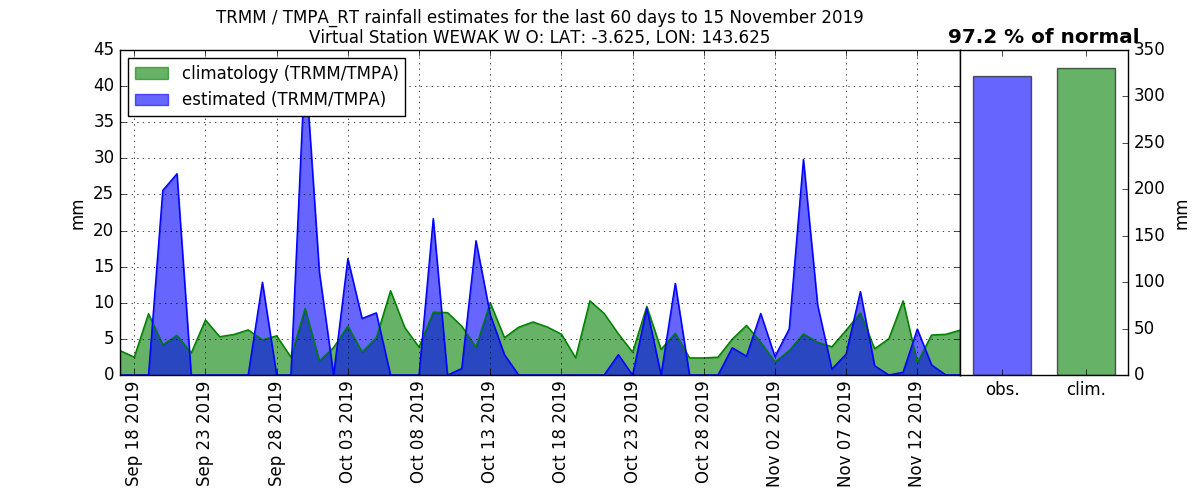 TRMM / TMPA_RT rainfall estimates for the last 60 days to 15 November 2019
Virtual Station WEWAK W O: LAT: -3.625, LON: 143.625
97.2 % of normal
climatology (TRMM/TMPA)
estimated (TRMM/TMPA)
45
40
35
30
25
20
15
10
5
0
mm
350
300
250
200
150
100
50
0
mm
Sep 18 2019
Sep 23 2019
Sep 28 2019
Oct 03 2019
Oct 08 2019
Oct 13 2019
Oct 18 2019
Oct 23 2019
Oct 28 2019
Nov 02 2019
Nov 07 2019
Nov 12 2019
obs.
clim.